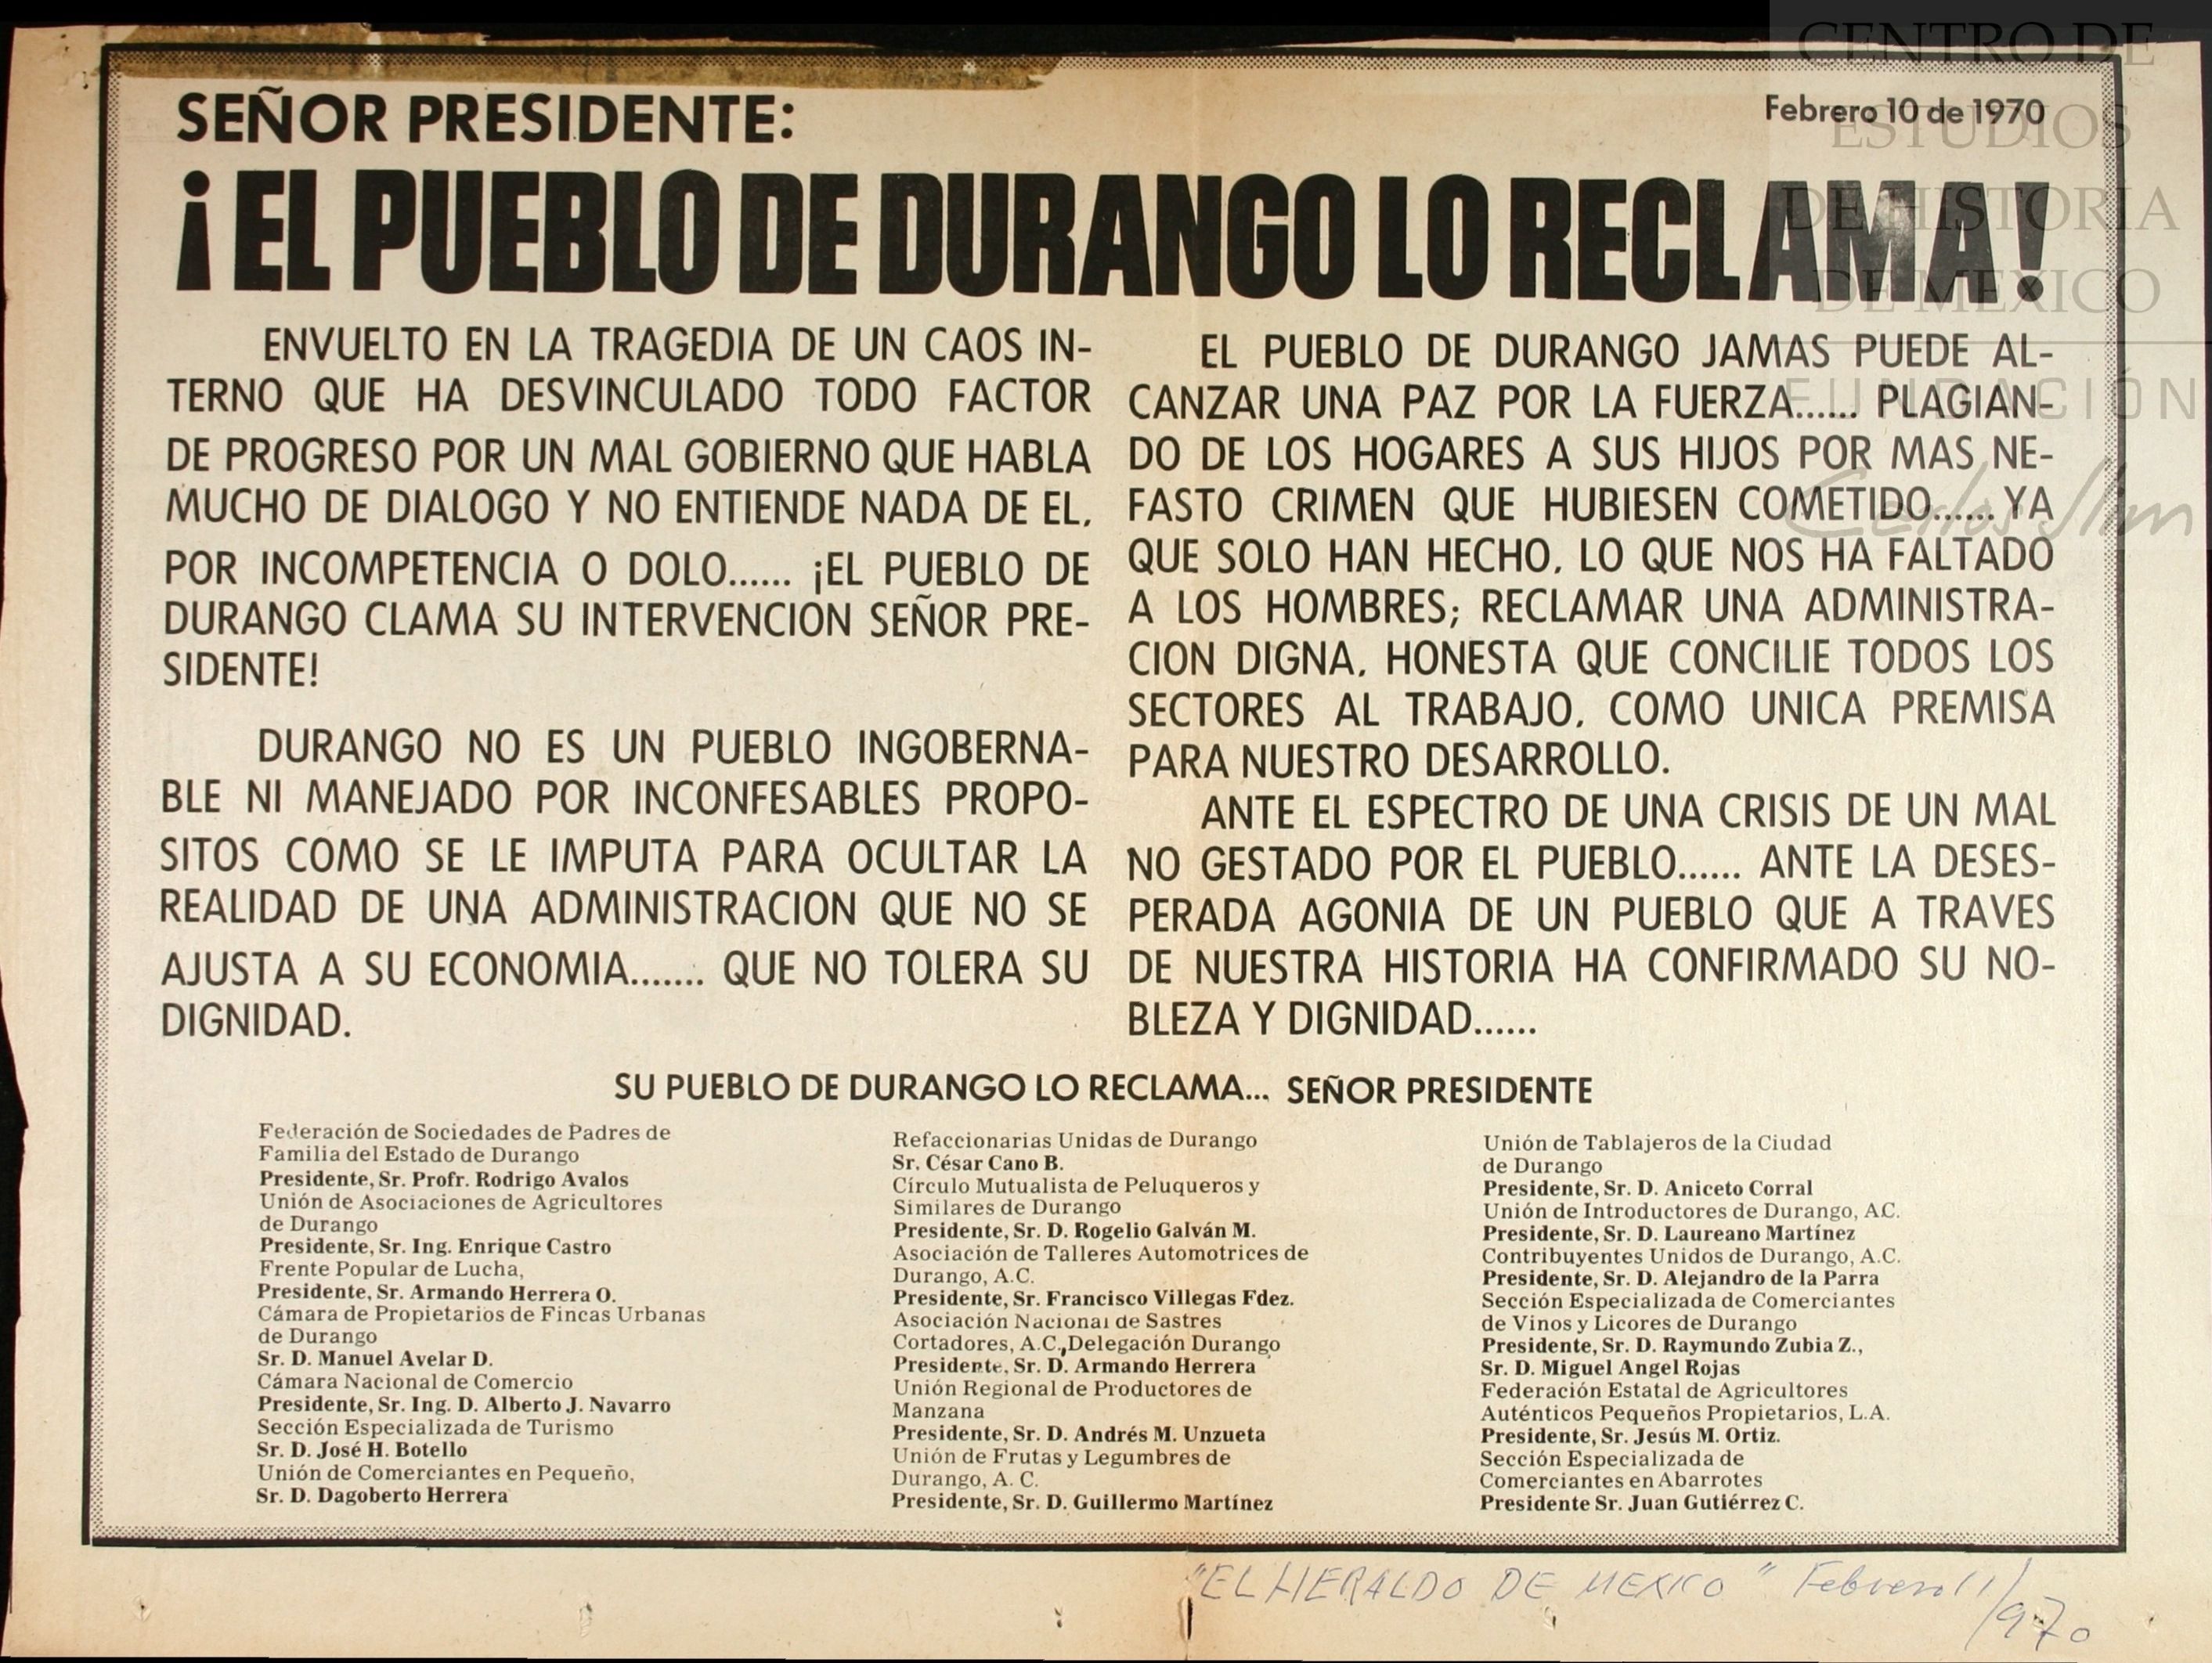 SEÑOR PRESIDENTE:
Febrero 10 de 1970
¡EL PUEBLO DE DURANGO LO RECLAMA!
ENVUELTO EN LA TRAGEDIA DE UN CAOS IN-
TERNO QUE HA DESVINCULADO TODO FACTOR
DE PROGRESO POR UN MAL GOBIERNO QUE HABLA
MUCHO DE DIALOGO Y NO ENTIENDE NADA DE EL,
POR INCOMPETENCIA O DOLO...... ¡EL PUEBLO DE
DURANGO CLAMA SU INTERVENCION SEÑOR PRE-
SIDENTE!
DURANGO NO ES UN PUEBLO INGOBERNA-
BLE NI MANEJADO POR INCONFESABLES PROPO-
SITOS COMO SE LE IMPUTA PARA OCULTAR LA
REALIDAD DE UNA ADMINISTRACION QUE NO SE
AJUSTA A SU ECONOMIA....... QUE NO TOLERA SU
DIGNIDAD.
EL PUEBLO DE DURANGO JAMAS PUEDE AL-
CANZAR UNA PAZ POR LA FUERZA...... PLAGIAN-
DO DE LOS HOGARES A SUS HIJOS POR MAS NE-
FASTO CRIMEN QUE HUBIESEN COMETIDO...... YA
QUE SOLO HAN HECHO, LO QUE NOS HA FALTADO
A LOS HOMBRES; RECLAMAR UNA ADMINISTRA-
CION DIGNA, HONESTA QUE CONCILIE TODOS LOS
SECTORES AL TRABAJO, COMO UNICA PREMISA
PARA NUESTRO DESARROLLO.
ANTE EL ESPECTRO DE UNA CRISIS DE UN MAL
NO GESTADO POR EL PUEBLO...... ANTE LA DESES-
PERADA AGONIA DE UN PUEBLO QUE A TRAVES
DE NUESTRA HISTORIA HA CONFIRMADO SU NO-
BLEZA Y DIGNIDAD......
SU PUEBLO DE DURANGO LO RECLAMA... SEÑOR PRESIDENTE
Federación de Sociedades de Padres de
Familia del Estado de Durango
Presidente, Sr. Profr. Rodrigo Avalos
Unión de Asociaciones de Agricultores
de Durango
Presidente, Sr. Ing. Enrique Castro
Frente Popular de Lucha,
Presidente, Sr. Armando Herrera O.
Cámara de Propietarios de Fincas Urbanas
de Durango
Sr. D. Manuel Avelar D.
Cámara Nacional de Comercio
Presidente, Sr. Ing. D. Alberto J. Navarro
Sección Especializada de Turismo
Sr. D. José H. Botello
Unión de Comerciantes en Pequeño,
Sr. D. Dagoberto Herrera
Refaccionarias Unidas de Durango
Sr. César Cano B.
Círculo Mutualista de Peluqueros y
Similares de Durango
Presidente, Sr. D. Rogelio Galván M.
Asociación de Talleres Automotrices de
Durango, A.C.
Presidente, Sr. Francisco Villegas Fdez.
Asociación Nacional de Sastres
Cortadores, A.C., Delegación Durango
Presidente, Sr. D. Armando Herrera
Unión Regional de Productores de
Manzana
Presidente, Sr. D. Andrés M. Unzueta
Unión de Frutas y Legumbres de
Durango, A. C.
Presidente, Sr. D. Guillermo Martínez
Unión de Tablajeros de la Ciudad
de Durango
Presidente, Sr. D. Aniceto Corral
Unión de Introductores de Durango, AC.
Presidente, Sr. D. Laureano Martínez
Contribuyentes Unidos de Durango, A.C.
Presidente, Sr. D. Alejandro de la Parra
Sección Especializada de Comerciantes
de Vinos y Licores de Durango
Presidente, Sr. D. Raymundo Zubia Z.,
Sr. D. Miguel Angel Rojas
Federación Estatal de Agricultores
Auténticos Pequeños Propietarios, L.A.
Presidente, Sr. Jesús M. Ortiz.
Sección Especializada de
Comerciantes en Abarrotes
Presidente Sr. Juan Gutiérrez C.
"EL HERALDO DE MEXICO" Febrero 11/
1970
CENTRO DE
ESTUDIOS
DE HISTORIA
DE MEXICO
FUNDACIÓN
Carlos Slim